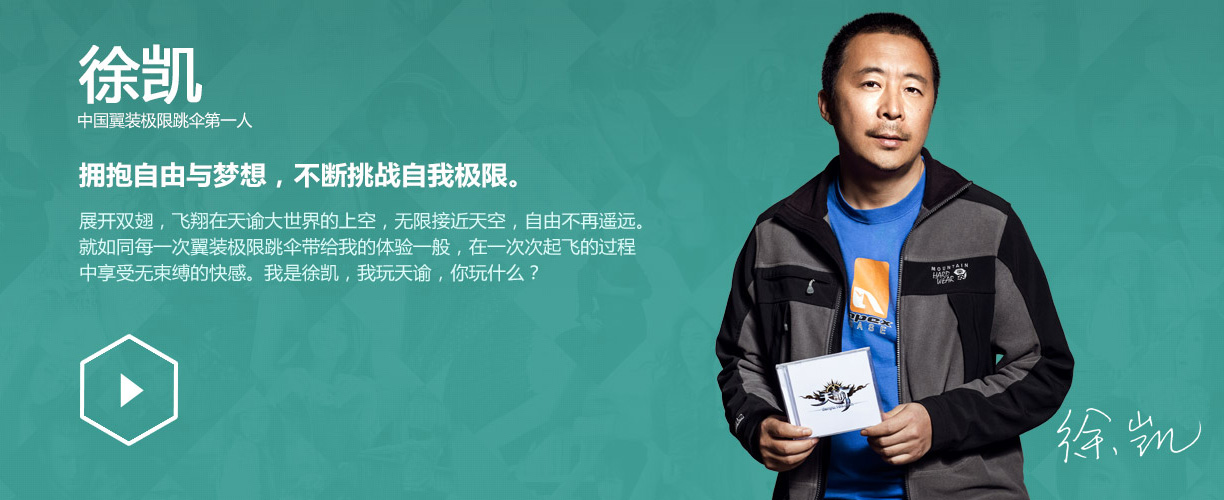 徐凯
中国翼装极限跳伞第一人
拥抱自由与梦想，不断挑战自我极限。
展开双翅，飞翔在天谕大世界的上空，无限接近天空，自由不再遥远。
就如同每一次翼装极限跳伞带给我的体验一般，在一次次起飞的过程
中享受无束缚的快感。我是徐凯，我玩天谕，你玩什么？
MOUNTAIN
HARD
WEAR
apex
BASE
天谕
徐凯